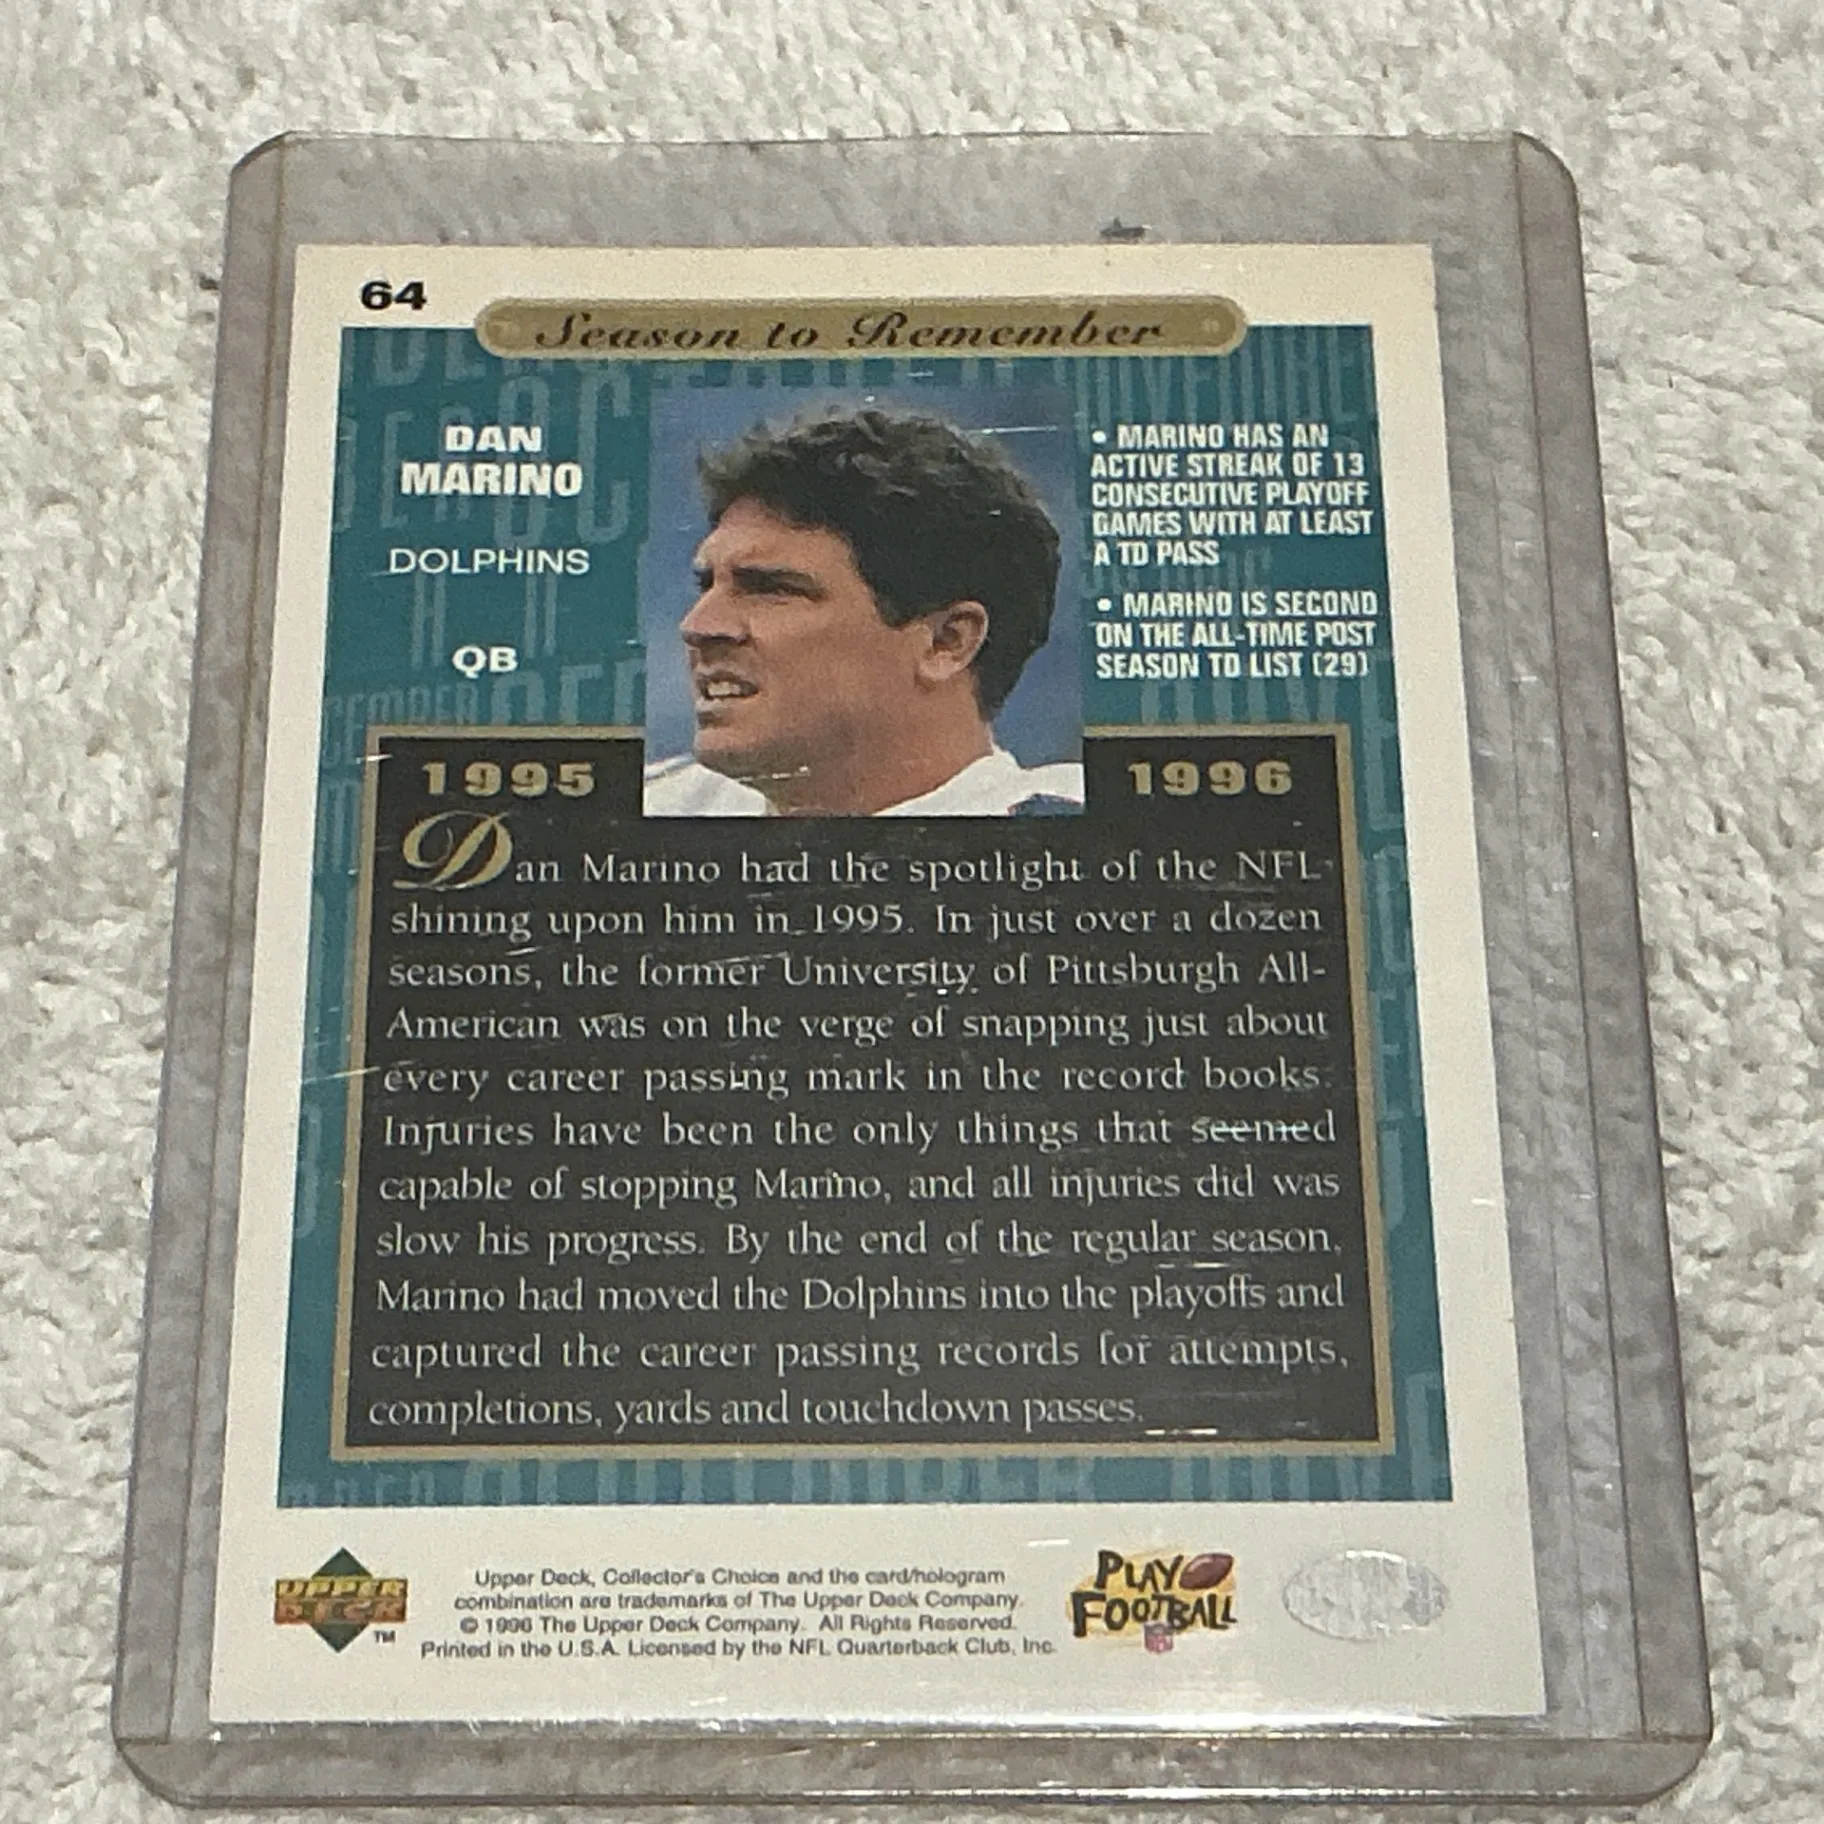 64
Season to Remember
DAN
MARINO
DOLPHINS
QB
• MARINO HAS AN
ACTIVE STREAK OF 13
CONSECUTIVE PLAYOFF
GAMES WITH AT LEAST
A TD PASS
• MARINO IS SECOND
ON THE ALL-TIME POST
SEASON TD LIST (29)
1995
1996
Dan Marino had the spotlight of the NFL
shining upon him in 1995. In just over a dozen
seasons, the former University of Pittsburgh All-
American was on the verge of snapping just about
every career passing mark in the record books.
Injuries have been the only things that seemed
capable of stopping Marino, and all injuries did was
slow his progress. By the end of the regular season,
Marino had moved the Dolphins into the playoffs and
captured the career passing records for attempts,
completions, yards and touchdown passes.
UPPER
DECK
TM
Upper Deck, Collector's Choice and the card/hologram
combination are trademarks of The Upper Deck Company.
© 1996 The Upper Deck Company. All Rights Reserved.
Printed in the U.S.A. Licensed by the NFL Quarterback Club, Inc.
PLAY
FOOTBALL